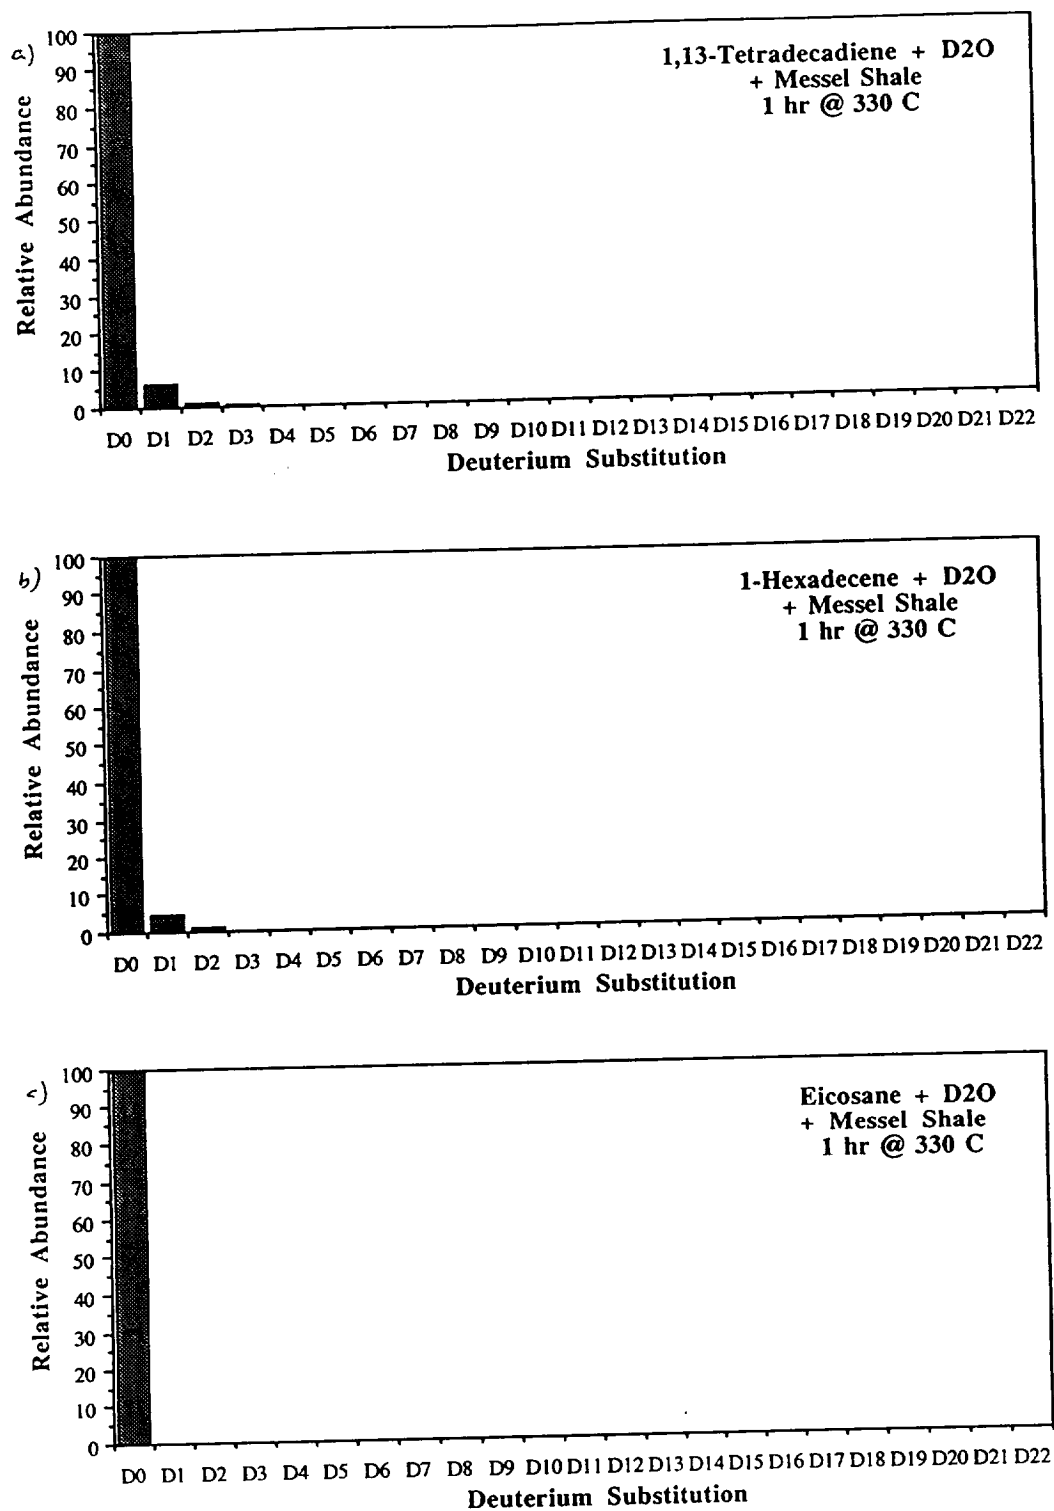 a)
1,13-Tetradecadiene + D2O
+ Messel Shale
1 hr @ 330 C
Relative Abundance
100
90
80
70
60
50
40
30
20
10
0
D0 D1 D2 D3 D4 D5 D6 D7 D8 D9 D10 D11 D12 D13 D14 D15 D16 D17 D18 D19 D20 D21 D22
Deuterium Substitution
b)
1-Hexadecene + D2O
+ Messel Shale
1 hr @ 330 C
Relative Abundance
100
90
80
70
60
50
40
30
20
10
0
D0 D1 D2 D3 D4 D5 D6 D7 D8 D9 D10 D11 D12 D13 D14 D15 D16 D17 D18 D19 D20 D21 D22
Deuterium Substitution
c)
Eicosane + D2O
+ Messel Shale
1 hr @ 330 C
Relative Abundance
100
90
80
70
60
50
40
30
20
10
0
D0 D1 D2 D3 D4 D5 D6 D7 D8 D9 D10 D11 D12 D13 D14 D15 D16 D17 D18 D19 D20 D21 D22
Deuterium Substitution